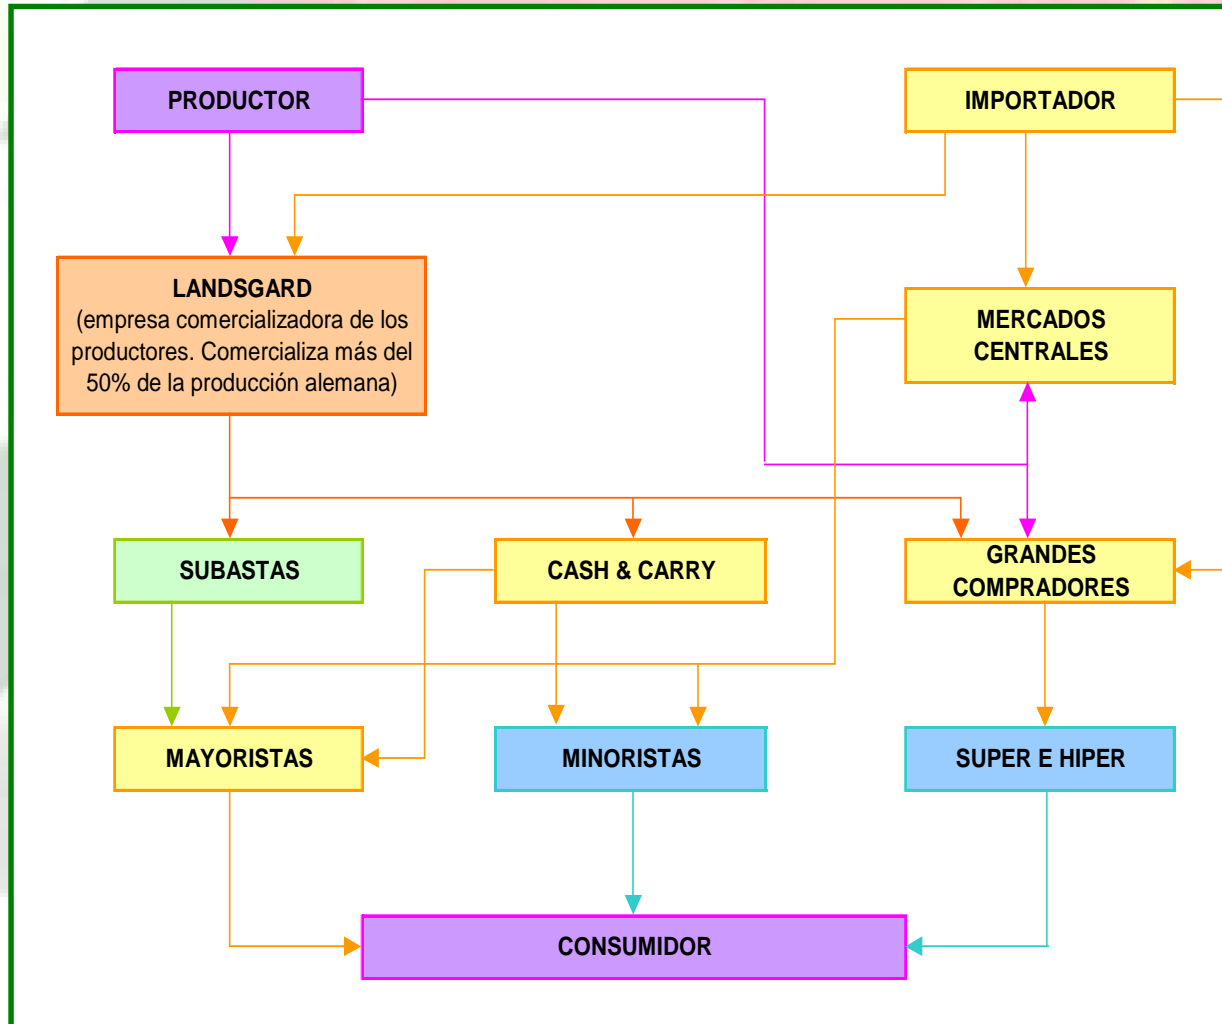 PRODUCTOR
IMPORTADOR
LANDSGARD
(empresa comercializadora de los
productores. Comercializa más del
50% de la producción alemana)
MERCADOS
CENTRALES
SUBASTAS
CASH & CARRY
GRANDES
COMPRADORES
MAYORISTAS
MINORISTAS
SUPER E HIPER
CONSUMIDOR